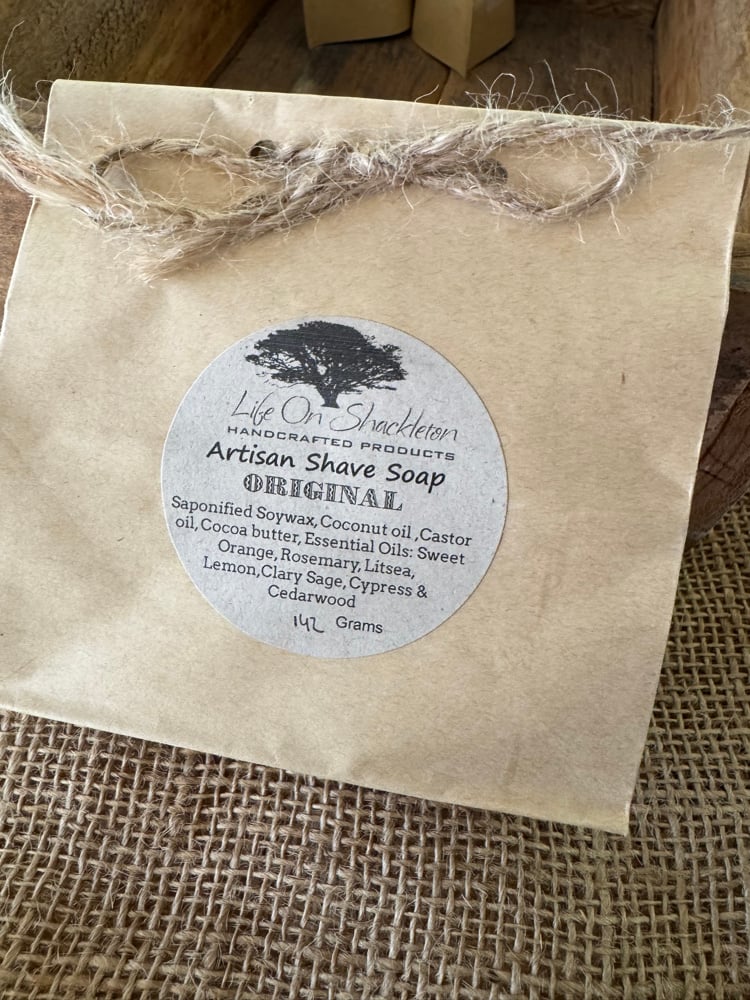 Life On Shackleton
HANDCRAFTED PRODUCTS
Artisan Shave Soap
ORIGINAL
Saponified Soywax, Coconut oil ,Castor
oil, Cocoa butter, Essential Oils: Sweet
Orange, Rosemary, Litsea,
Lemon,Clary Sage, Cypress &
Cedarwood
142 Grams